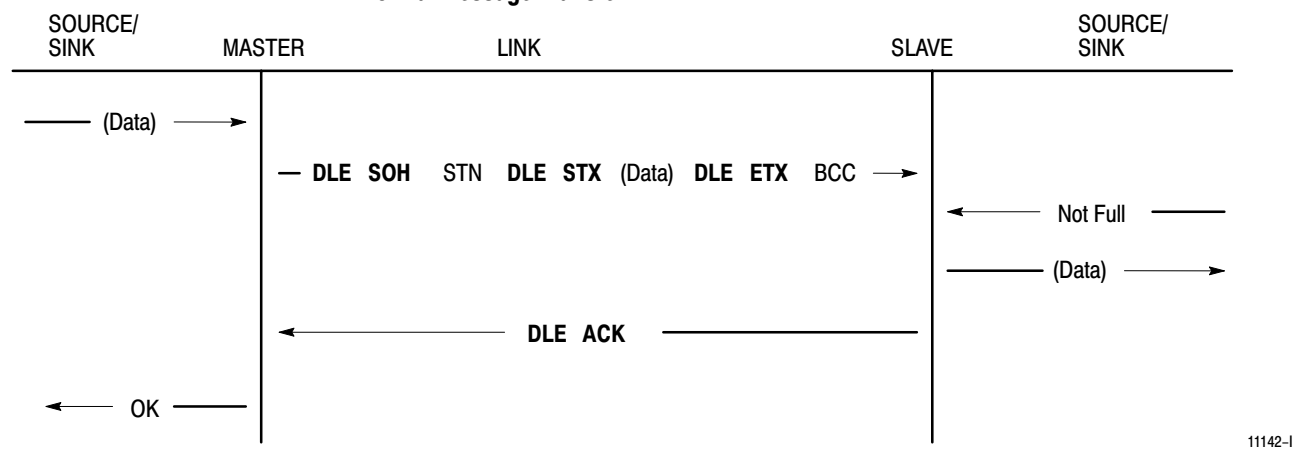 SOURCE/
SINK MASTER LINK SLAVE SOURCE/
SINK
(Data)
DLE SOH STN DLE STX (Data) DLE ETX BCC
Not Full
(Data)
DLE ACK
OK
11142–I